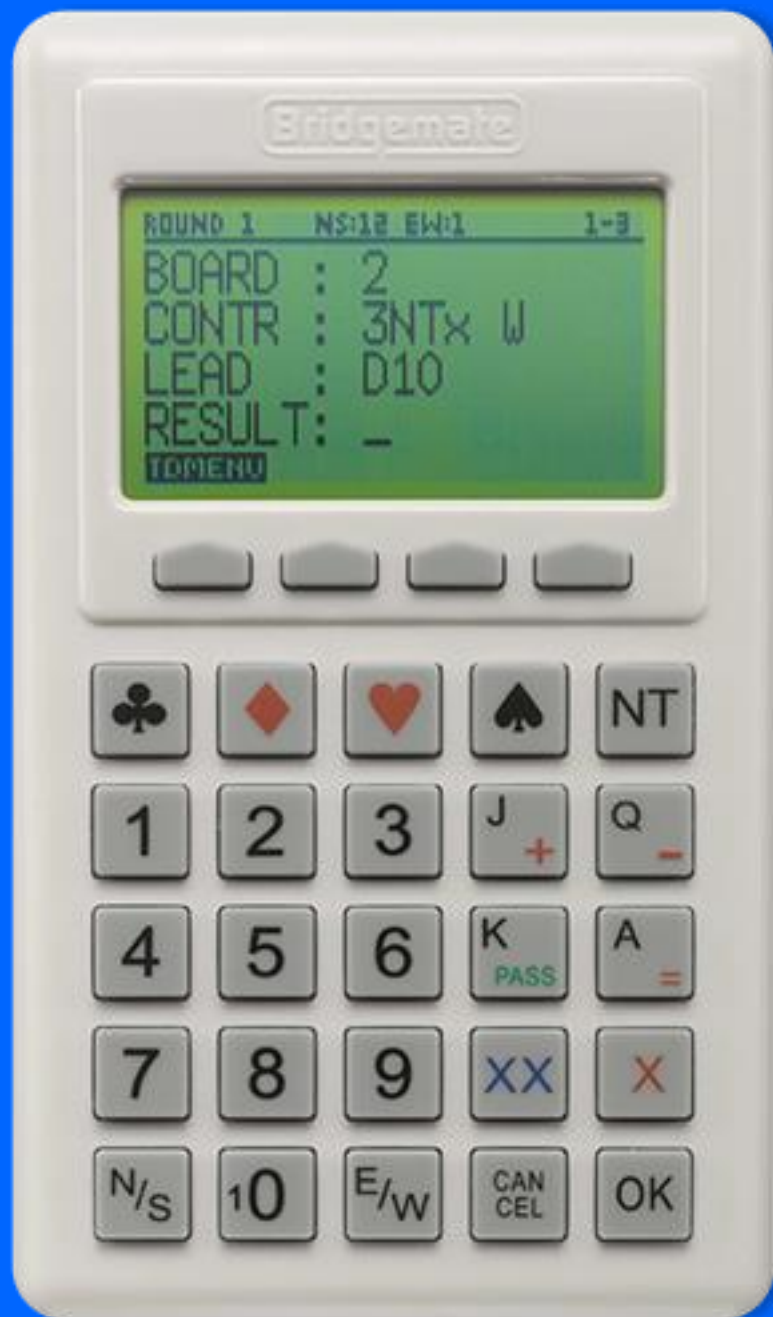 Bridgemate
ROUND 1 NS:12 EW:1 1-3
BOARD : 2
CONTR : 3NTx W
LEAD : D10
RESULT: _
TDMENU
NT
1 2 3 J + Q -
4 5 6 K PASS A =
7 8 9 XX X
N/S 10 E/W CAN CEL OK